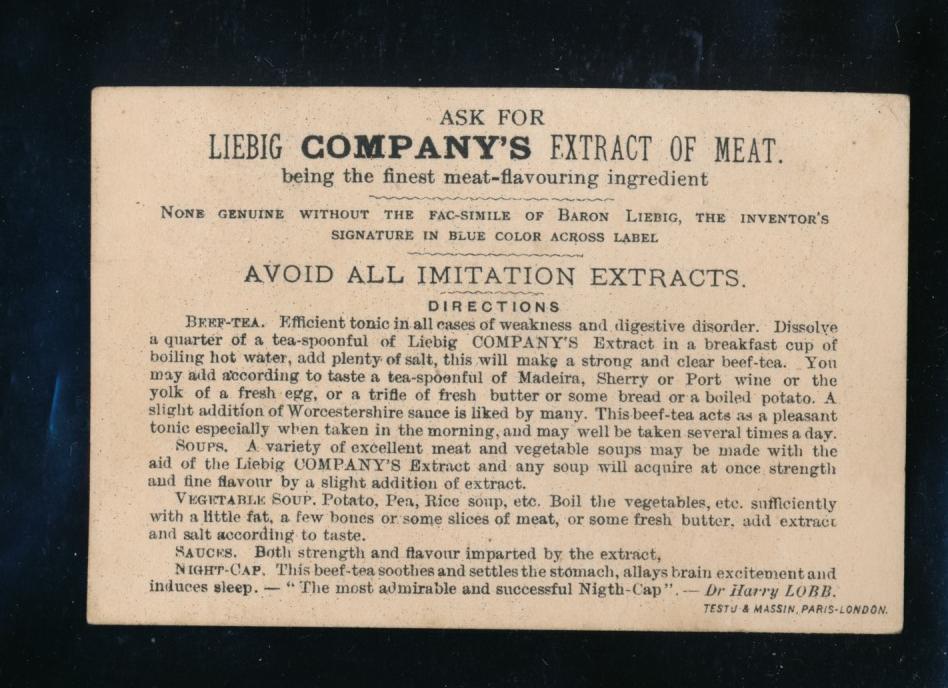 ASK FOR
LIEBIG COMPANY'S EXTRACT OF MEAT.
being the finest meat-flavouring ingredient
NONE GENUINE WITHOUT THE FAC-SIMILE OF BARON LIEBIG, THE INVENTOR'S
SIGNATURE IN BLUE COLOR ACROSS LABEL
AVOID ALL IMITATION EXTRACTS.
DIRECTIONS
BEEF-TEA. Efficient tonic in all cases of weakness and digestive disorder. Dissolve
a quarter of a tea-spoonful of Liebig COMPANY'S Extract in a breakfast cup of
boiling hot water, add plenty of salt, this will make a strong and clear beef-tea. You
may add according to taste a tea-spoonful of Madeira, Sherry or Port wine or the
yolk of a fresh egg, or a trifle of fresh butter or some bread or a boiled potato. A
slight addition of Worcestershire sauce is liked by many. This beef-tea acts as a pleasant
tonic especially when taken in the morning, and may well be taken several times a day.
SOUPS. A variety of excellent meat and vegetable soups may be made with the
aid of the Liebig COMPANY'S Extract and any soup will acquire at once strength
and fine flavour by a slight addition of extract.
VEGETABLE SOUP. Potato, Pea, Rice soup, etc. Boil the vegetables, etc. sufficiently
with a little fat, a few bones or some slices of meat, or some fresh butter, add extract
and salt according to taste.
SAUCES. Both strength and flavour imparted by the extract,
NIGHT-CAP. This beef-tea soothes and settles the stomach, allays brain excitement and
induces sleep. — "The most admirable and successful Nigth-Cap". — Dr Harry LOBB.
TESTU & MASSIN, PARIS-LONDON.